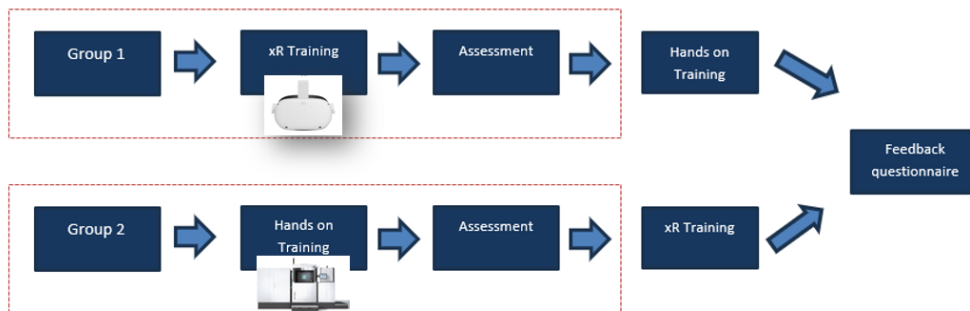 Group 1
xR Training
Assessment
Hands on
Training
Feedback
questionnaire
Group 2
Hands on
Training
Assessment
xR Training